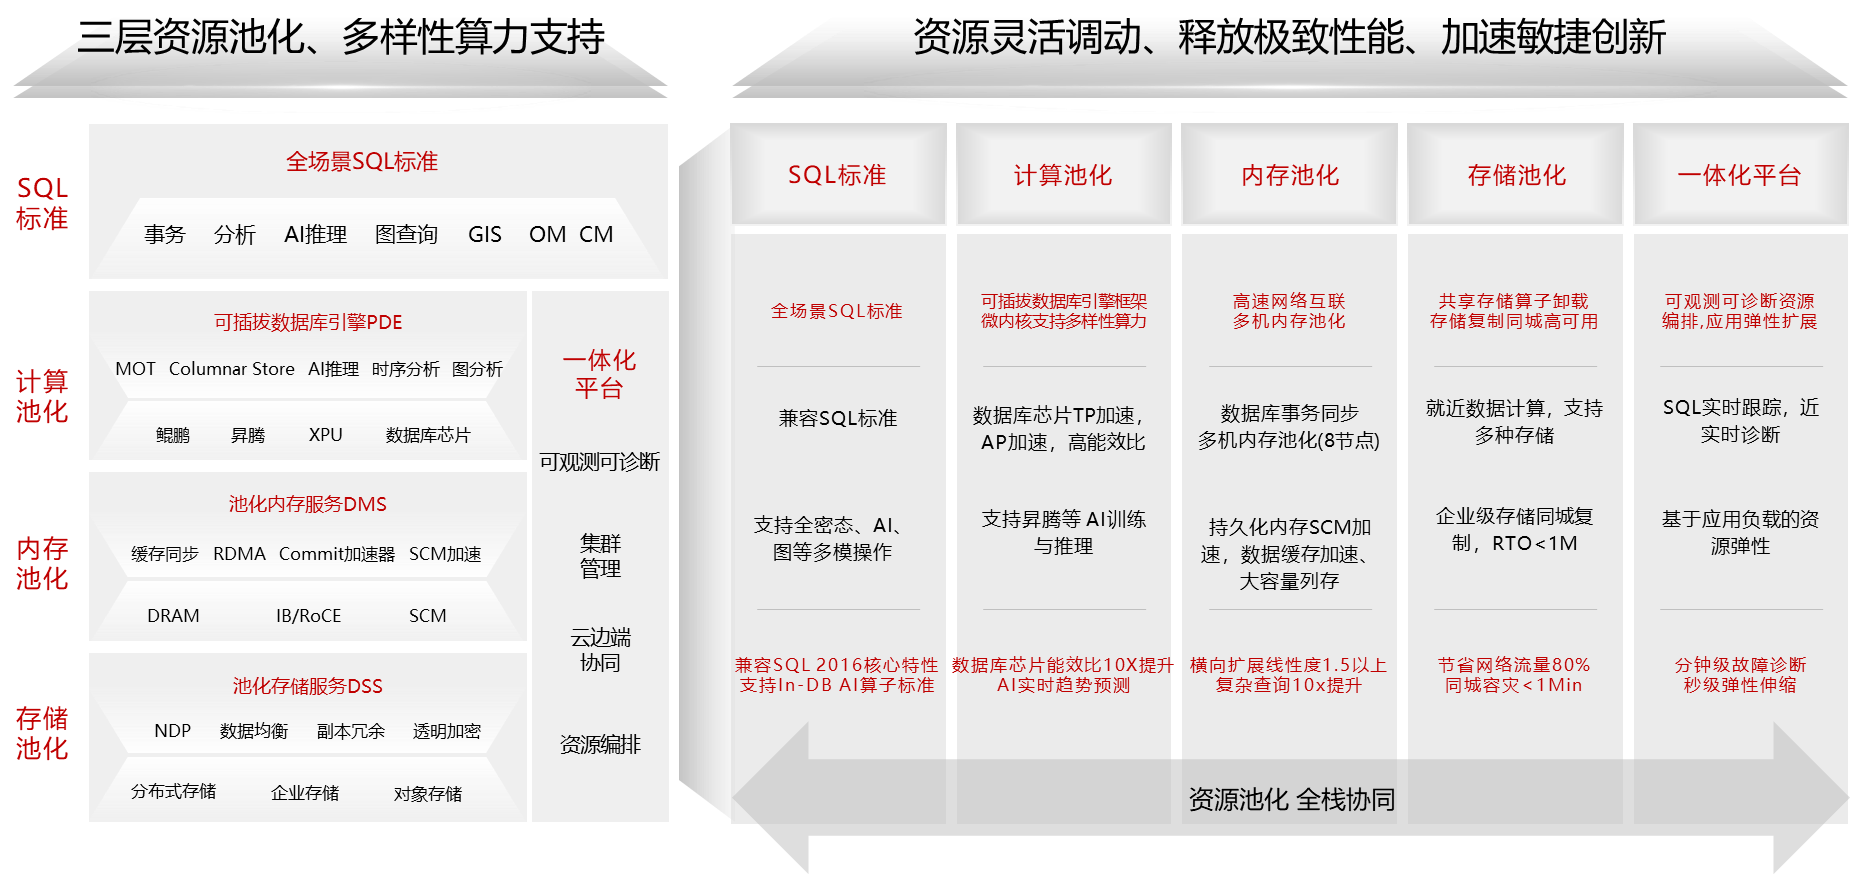 三层资源池化、多样性算力支持
SQL
标准
全场景SQL标准
事务 分析 AI推理 图查询 GIS OM CM
计算
池化
可插拔数据库引擎PDE
MOT Columnar Store AI推理 时序分析 图分析
鲲鹏 昇腾 XPU 数据库芯片
内存
池化
池化内存服务DMS
缓存同步 RDMA Commit加速器 SCM加速
DRAM IB/RoCE SCM
存储
池化
池化存储服务DSS
NDP 数据均衡 副本冗余 透明加密
分布式存储 企业存储 对象存储
一体化
平台
可观测可诊断
集群
管理
云边端
协同
资源编排
资源灵活调动、释放极致性能、加速敏捷创新
SQL标准
全场景SQL标准
兼容SQL标准
支持全密态、AI、
图等多模操作
兼容SQL 2016核心特性
支持In-DB AI算子标准
计算池化
可插拔数据库引擎框架
微内核支持多样性算力
数据库芯片TP加速，
AP加速，高能效比
支持昇腾等 AI训练
与推理
数据库芯片能效比10X提升
AI实时趋势预测
内存池化
高速网络互联
多机内存池化
数据库事务同步
多机内存池化(8节点)
持久化内存SCM加
速，数据缓存加速、
大容量列存
横向扩展线性度1.5以上
复杂查询10x提升
存储池化
共享存储算子卸载
存储复制同城高可用
就近数据计算，支持
多种存储
企业级存储同城复
制，RTO<1M
节省网络流量80%
同城容灾<1Min
一体化平台
可观测可诊断资源
编排,应用弹性扩展
SQL实时跟踪，近
实时诊断
基于应用负载的资
源弹性
分钟级故障诊断
秒级弹性伸缩
资源池化 全栈协同